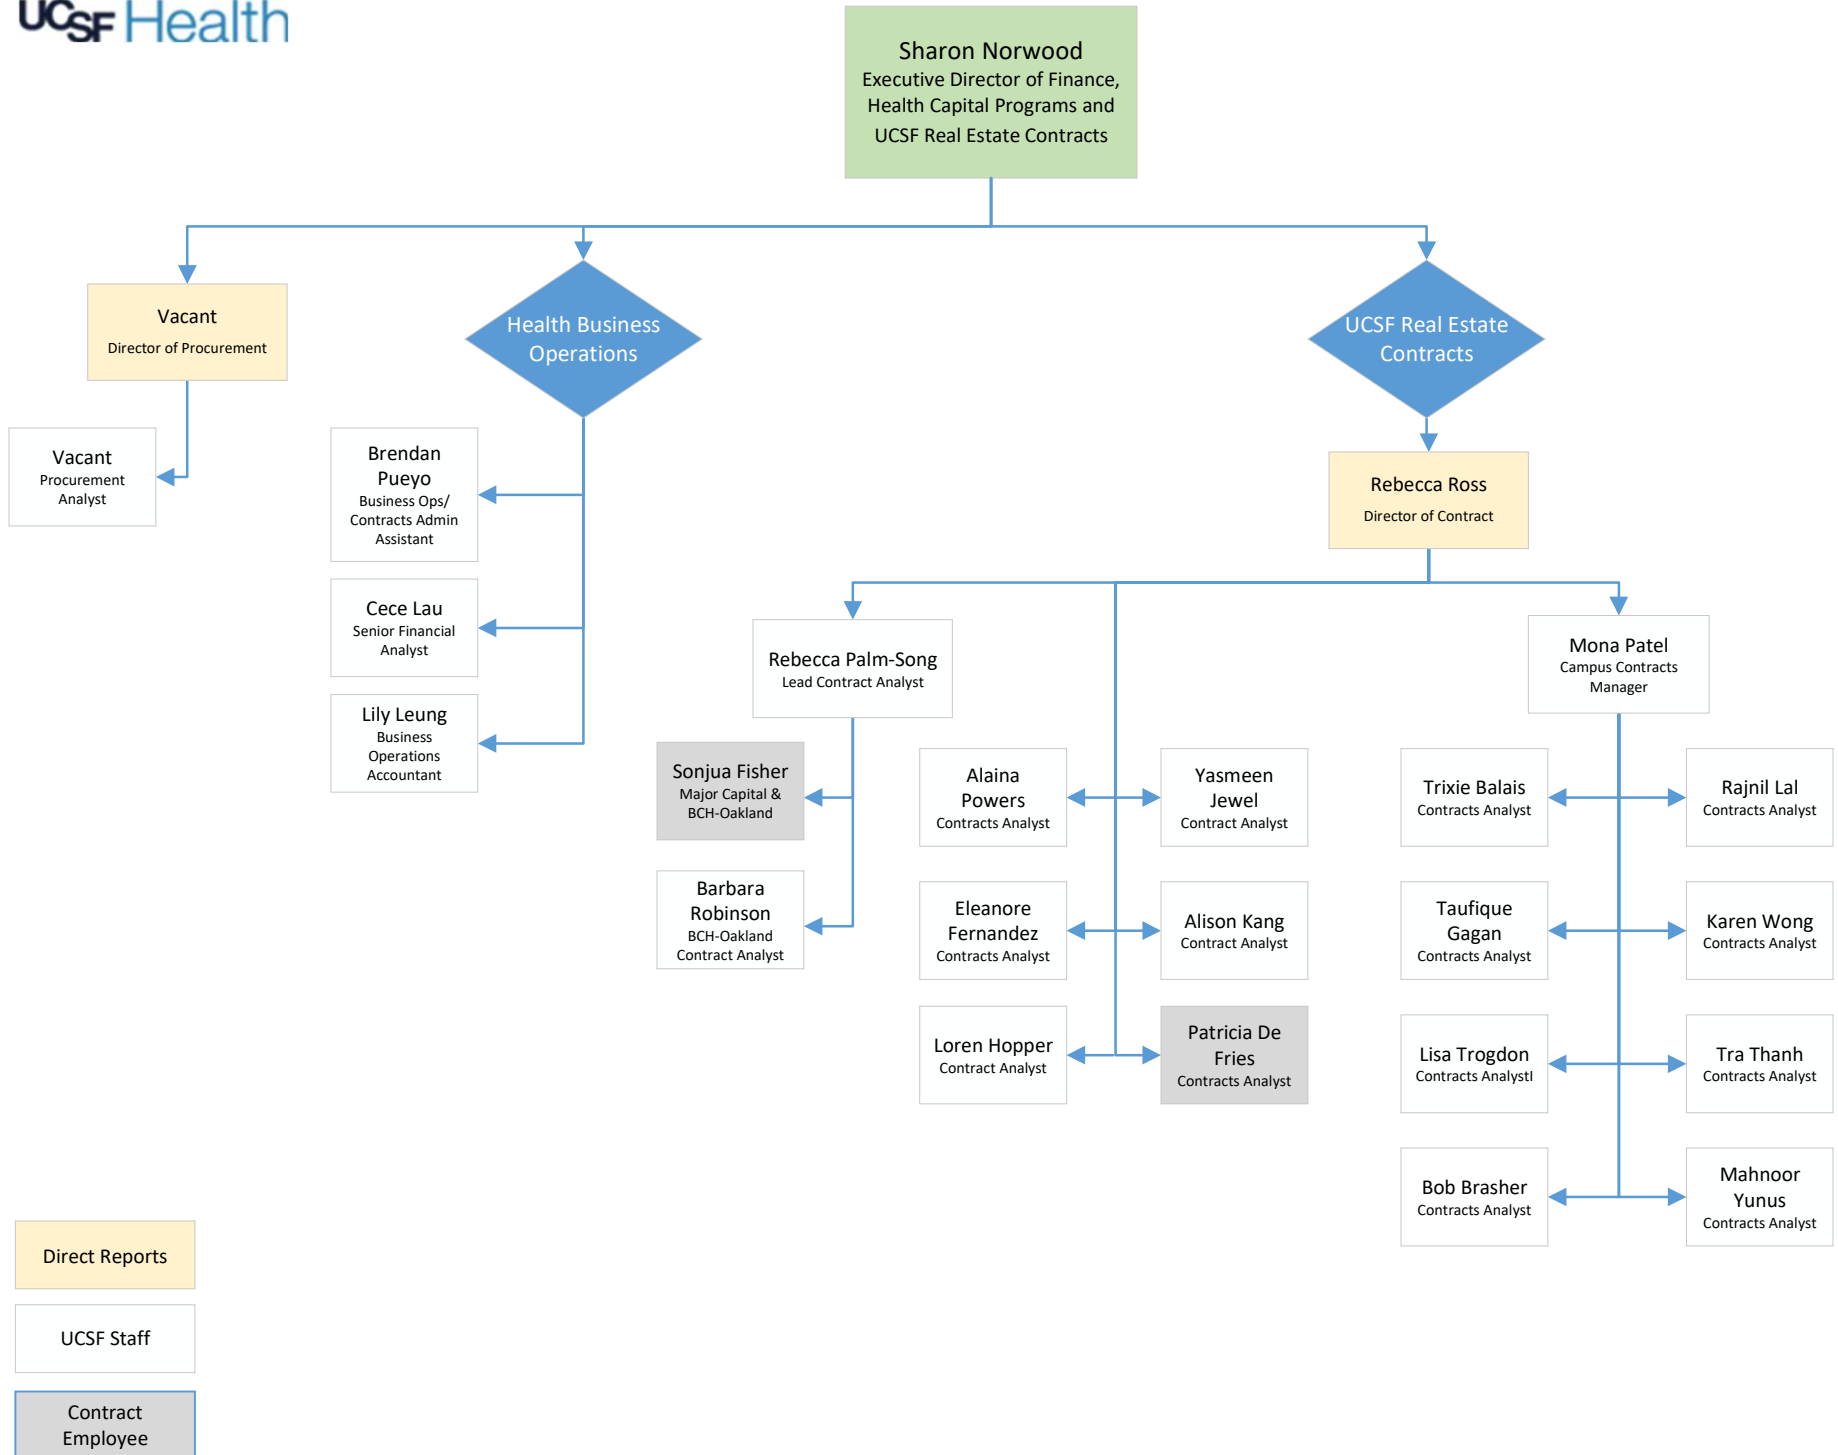 UCSF Health
Sharon Norwood
Executive Director of Finance,
Health Capital Programs and
UCSF Real Estate Contracts
Vacant
Director of Procurement
Health Business
Operations
UCSF Real Estate
Contracts
Vacant
Procurement
Analyst
Brendan
Pueyo
Business Ops/
Contracts Admin
Assistant
Cece Lau
Senior Financial
Analyst
Lily Leung
Business
Operations
Accountant
Rebecca Ross
Director of Contract
Rebecca Palm-Song
Lead Contract Analyst
Mona Patel
Campus Contracts
Manager
Sonjua Fisher
Major Capital &
BCH-Oakland
Barbara
Robinson
BCH-Oakland
Contract Analyst
Alaina
Powers
Contracts Analyst
Yasmeen
Jewel
Contract Analyst
Eleanore
Fernandez
Contracts Analyst
Alison Kang
Contract Analyst
Loren Hopper
Contract Analyst
Patricia De
Fries
Contracts Analyst
Trixie Balais
Contracts Analyst
Rajnil Lal
Contracts Analyst
Taufique
Gagan
Contracts Analyst
Karen Wong
Contracts Analyst
Lisa Trogdon
Contracts AnalystI
Tra Thanh
Contracts Analyst
Bob Brasher
Contracts Analyst
Mahnoor
Yunus
Contracts Analyst
Direct Reports
UCSF Staff
Contract
Employee